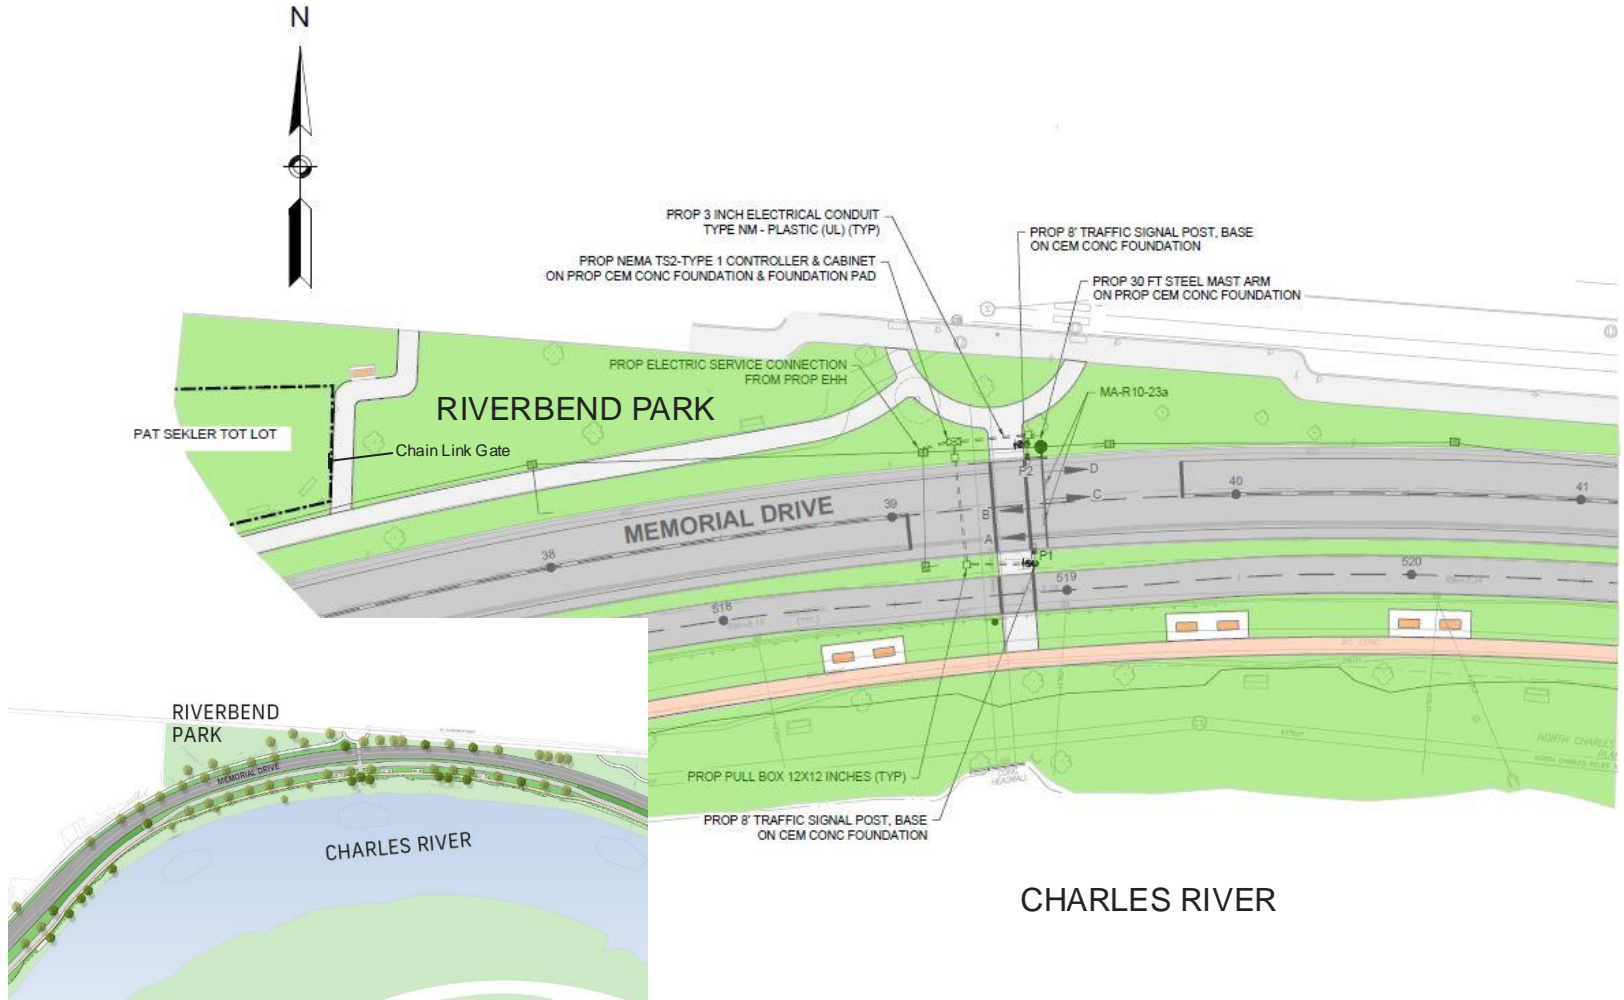 N
PROP 3 INCH ELECTRICAL CONDUIT
TYPE NM - PLASTIC (UL) (TYP)
PROP NEMA TS2-TYPE 1 CONTROLLER & CABINET
ON PROP CEM CONC FOUNDATION & FOUNDATION PAD
PROP 8' TRAFFIC SIGNAL POST, BASE
ON CEM CONC FOUNDATION
PROP 30 FT STEEL MAST ARM
ON PROP CEM CONC FOUNDATION
PROP ELECTRIC SERVICE CONNECTION
FROM PROP EHH
MA-R10-23a
RIVERBEND PARK
PAT SEKLER TOT LOT
Chain Link Gate
MEMORIAL DRIVE
38
39
40
41
A
B
C
D
P2
P1
518
519
520
PROP PULL BOX 12X12 INCHES (TYP)
PROP 8' TRAFFIC SIGNAL POST, BASE
ON CEM CONC FOUNDATION
CONC
HEADWALL
NORTH CHARLES
CHARLES RIVER
RIVERBEND
PARK
MEMORIAL DRIVE
CHARLES RIVER